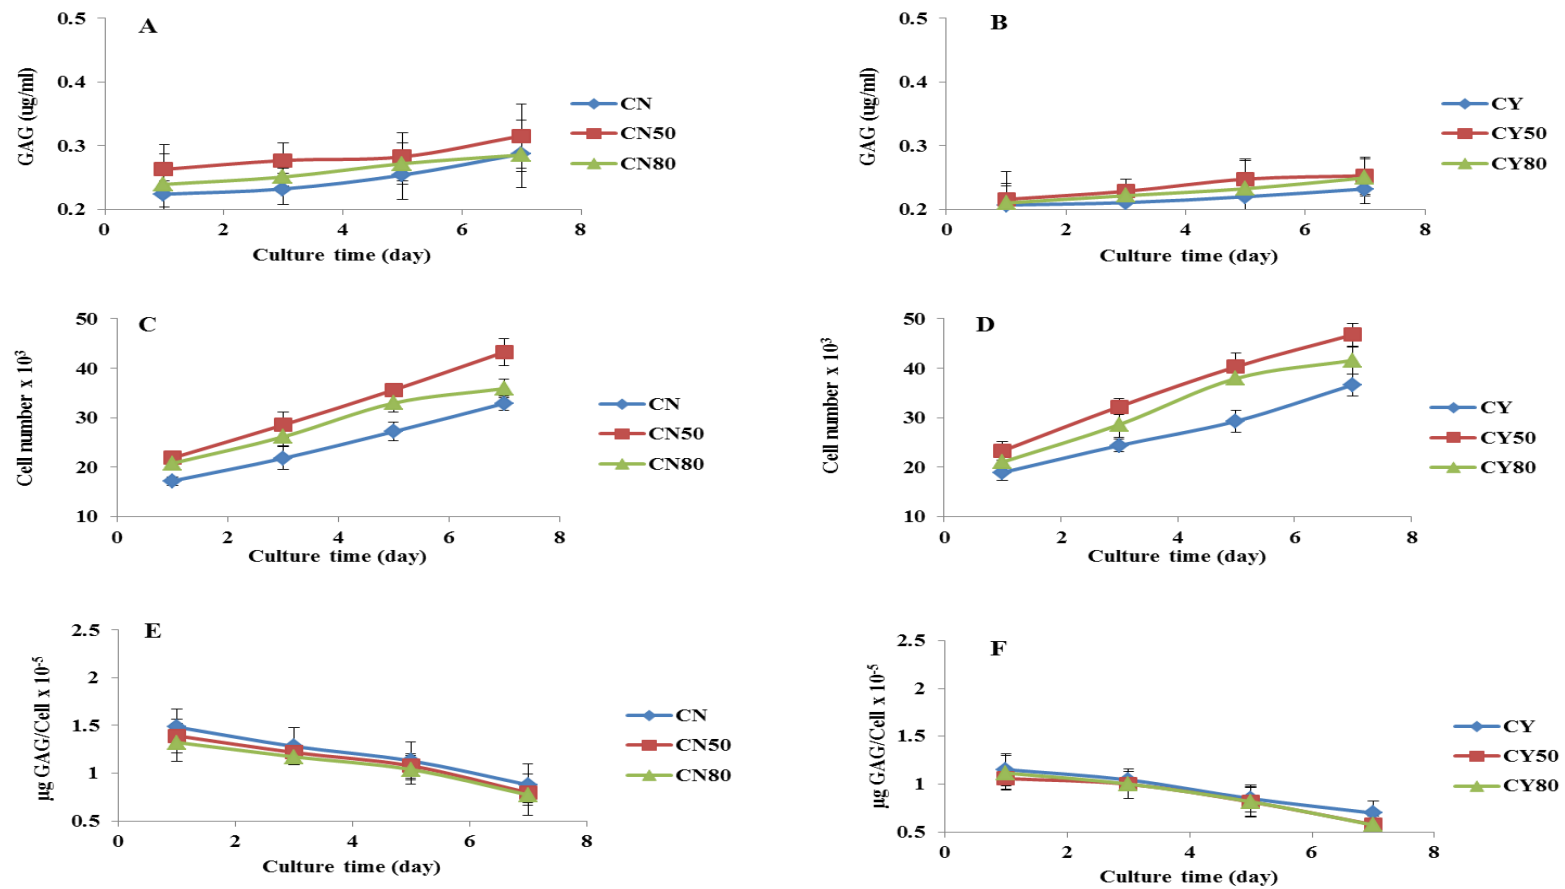 A
GAG (ug/ml)
0.5
0.4
0.3
0.2
0 2 4 6 8
Culture time (day)
CN
CN50
CN80
B
GAG (ug/ml)
0.5
0.4
0.3
0.2
0 2 4 6 8
Culture time (day)
CY
CY50
CY80
C
Cell number x 10³
50
40
30
20
10
0 2 4 6 8
Culture time (day)
CN
CN50
CN80
D
Cell number x 10³
50
40
30
20
10
0 2 4 6 8
Culture time (day)
CY
CY50
CY80
E
µg GAG/Cell x 10⁻⁵
2.5
2
1.5
1
0.5
0 2 4 6 8
Culture time (day)
CN
CN50
CN80
F
µg GAG/Cell x 10⁻⁵
2.5
2
1.5
1
0.5
0 2 4 6 8
Culture time (day)
CY
CY50
CY80